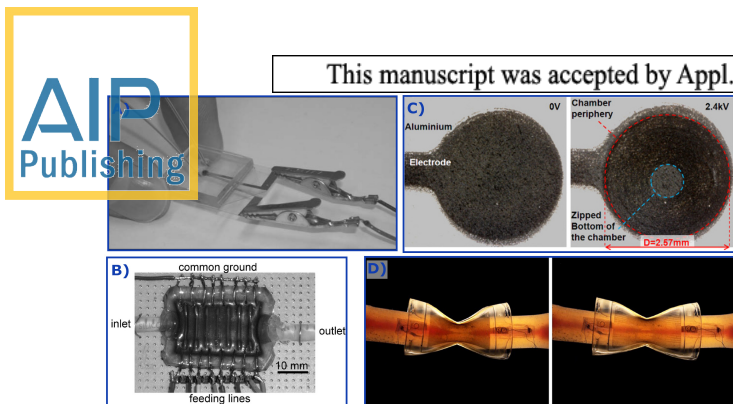 AIP
Publishing
This manuscript was accepted by Appl.
C)
0V
Aluminium
Electrode
Chamber
periphery
2.4kV
Zipped
Bottom of
the chamber
D=2.57mm
B)
common ground
inlet
outlet
10 mm
feeding lines
D)